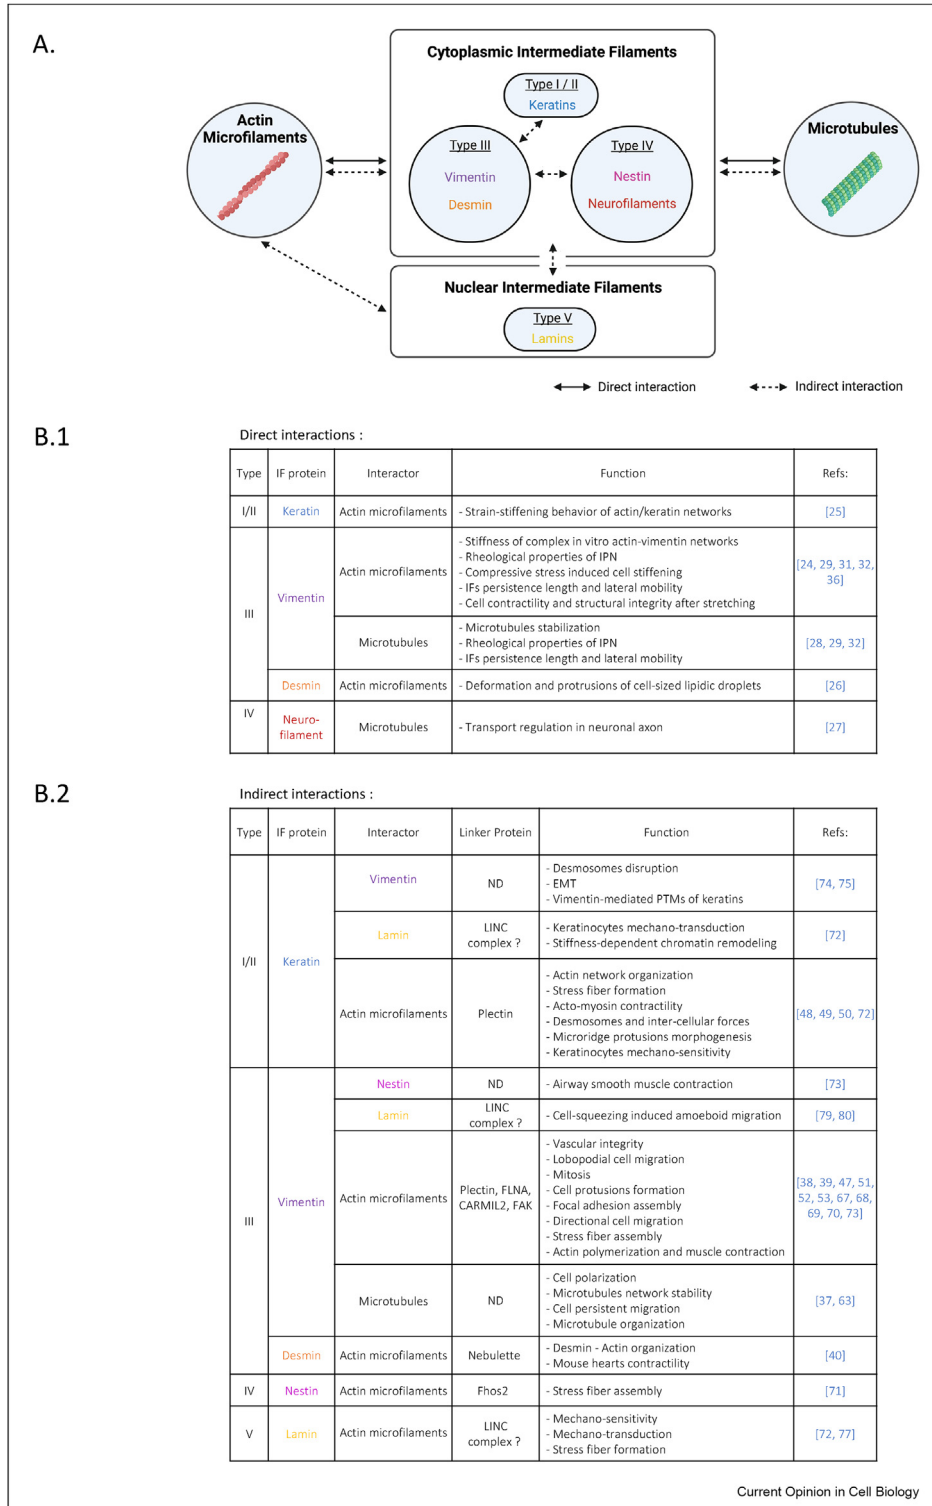 A.
Cytoplasmic Intermediate Filaments
Type I / II
Keratins
Actin
Microfilaments
Type III
Vimentin
Desmin
Type IV
Nestin
Neurofilaments
Microtubules
Nuclear Intermediate Filaments
Type V
Lamins
Direct interaction
Indirect interaction
B.1
Direct interactions :
Type IF protein Interactor Function Refs:
I/II Keratin Actin microfilaments - Strain-stiffening behavior of actin/keratin networks [25]
III
Vimentin
Actin microfilaments
- Stiffness of complex in vitro actin-vimentin networks
- Rheological properties of IPN
- Compressive stress induced cell stiffening
- IFs persistence length and lateral mobility
- Cell contractility and structural integrity after stretching
[24, 29, 31, 32,
36]
Microtubules
- Microtubules stabilization
- Rheological properties of IPN
- IFs persistence length and lateral mobility
[28, 29, 32]
Desmin Actin microfilaments - Deformation and protrusions of cell-sized lipidic droplets [26]
IV
Neuro-
filament
Microtubules - Transport regulation in neuronal axon [27]
B.2
Indirect interactions :
Type IF protein Interactor Linker Protein Function Refs:
I/II
Keratin
Vimentin
ND
- Desmosomes disruption
- EMT
- Vimentin-mediated PTMs of keratins
[74, 75]
Lamin
LINC
complex ?
- Keratinocytes mechano-transduction
- Stiffness-dependent chromatin remodeling
[72]
Actin microfilaments
Plectin
- Actin network organization
- Stress fiber formation
- Acto-myosin contractility
- Desmosomes and inter-cellular forces
- Microridge protusions morphogenesis
- Keratinocytes mechano-sensitivity
[48, 49, 50, 72]
III
Vimentin
Nestin ND - Airway smooth muscle contraction [73]
Lamin
LINC
complex ?
- Cell-squeezing induced amoeboid migration
[79, 80]
Actin microfilaments
Plectin, FLNA,
CARMIL2, FAK
- Vascular integrity
- Lobopodial cell migration
- Mitosis
- Cell protusions formation
- Focal adhesion assembly
- Directional cell migration
- Stress fiber assembly
- Actin polymerization and muscle contraction
[38, 39, 47, 51,
52, 53, 67, 68,
69, 70, 73]
Microtubules
ND
- Cell polarization
- Microtubules network stability
- Cell persistent migration
- Microtubule organization
[37, 63]
Desmin Actin microfilaments Nebulette
- Desmin - Actin organization
- Mouse hearts contractility
[40]
IV Nestin Actin microfilaments Fhos2 - Stress fiber assembly [71]
V Lamin Actin microfilaments
LINC
complex ?
- Mechano-sensitivity
- Mechano-transduction
- Stress fiber formation
[72, 77]
Current Opinion in Cell Biology